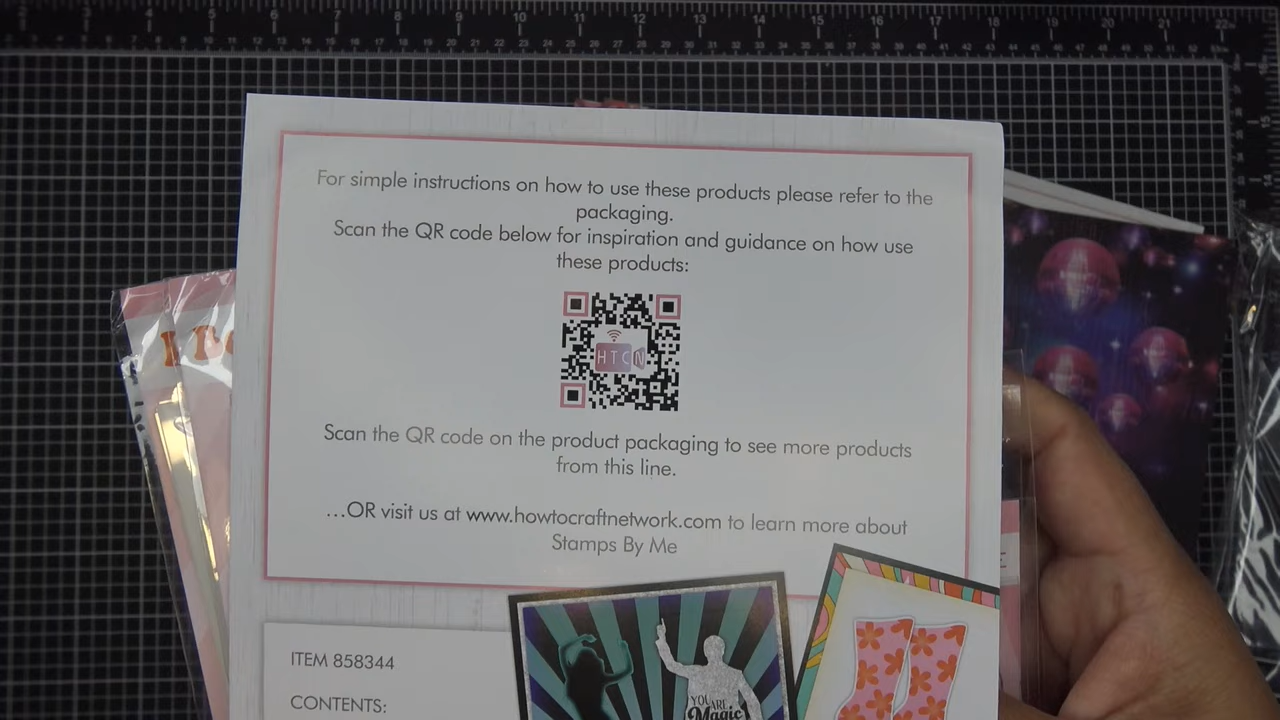 For simple instructions on how to use these products please refer to the
packaging.
Scan the QR code below for inspiration and guidance on how use
these products:
HTCN
Scan the QR code on the product packaging to see more products
from this line.
...OR visit us at www.howtocraftnetwork.com to learn more about
Stamps By Me
ITEM 858344
CONTENTS:
YOU ARE
Magic